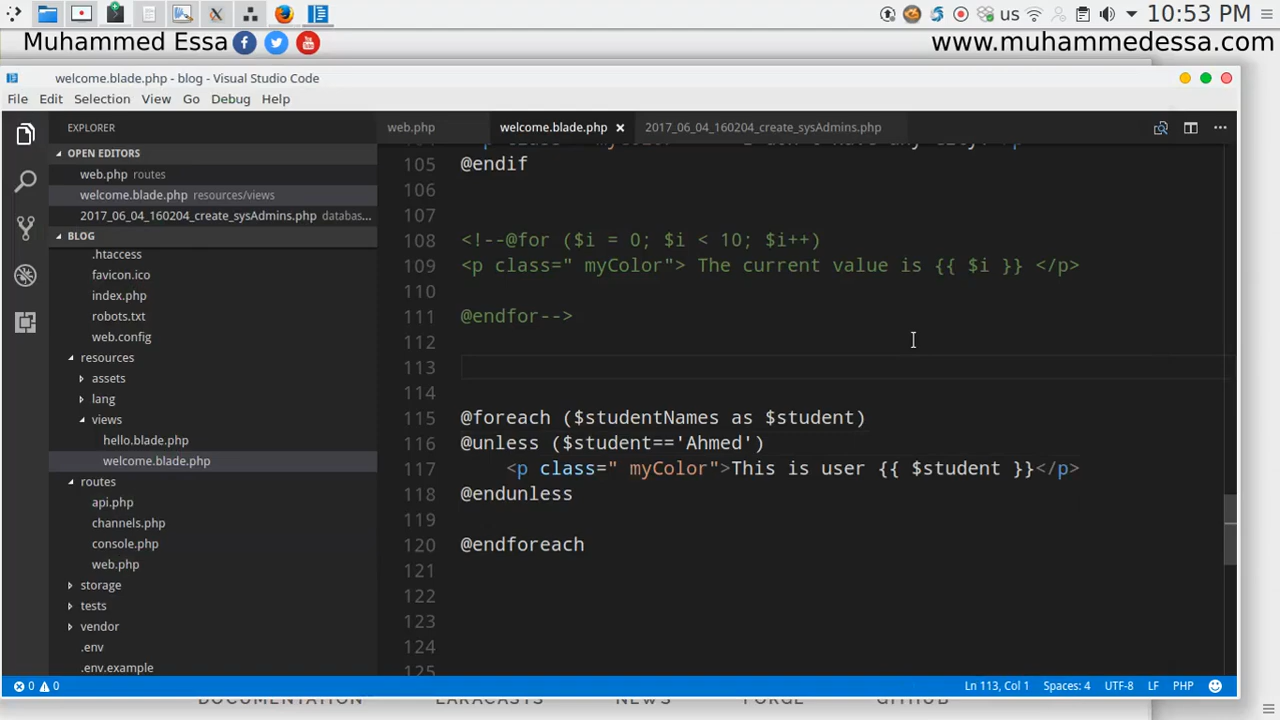 us 10:53 PM
Muhammed Essa www.muhammedessa.com
welcome.blade.php - blog - Visual Studio Code
File Edit Selection View Go Debug Help
EXPLORER
OPEN EDITORS
web.php routes
welcome.blade.php resources/views
2017_06_04_160204_create_sysAdmins.php databas...
BLOG
.htaccess
favicon.ico
index.php
robots.txt
web.config
resources
assets
lang
views
hello.blade.php
welcome.blade.php
routes
api.php
channels.php
console.php
web.php
storage
tests
vendor
.env
.env.example
web.php welcome.blade.php 2017_06_04_160204_create_sysAdmins.php
105 @endif
106
107
108 <!--@for ($i = 0; $i < 10; $i++)
109 <p class=" myColor"> The current value is {{ $i }} </p>
110
111 @endfor-->
112
113
114
115 @foreach ($studentNames as $student)
116 @unless ($student=='Ahmed')
117 <p class=" myColor">This is user {{ $student }}</p>
118 @endunless
119
120 @endforeach
121
122
123
124
125
0 0 Ln 113, Col 1 Spaces: 4 UTF-8 LF PHP
DOCUMENTATION LARACASTS NEWS FORGE GITHUB